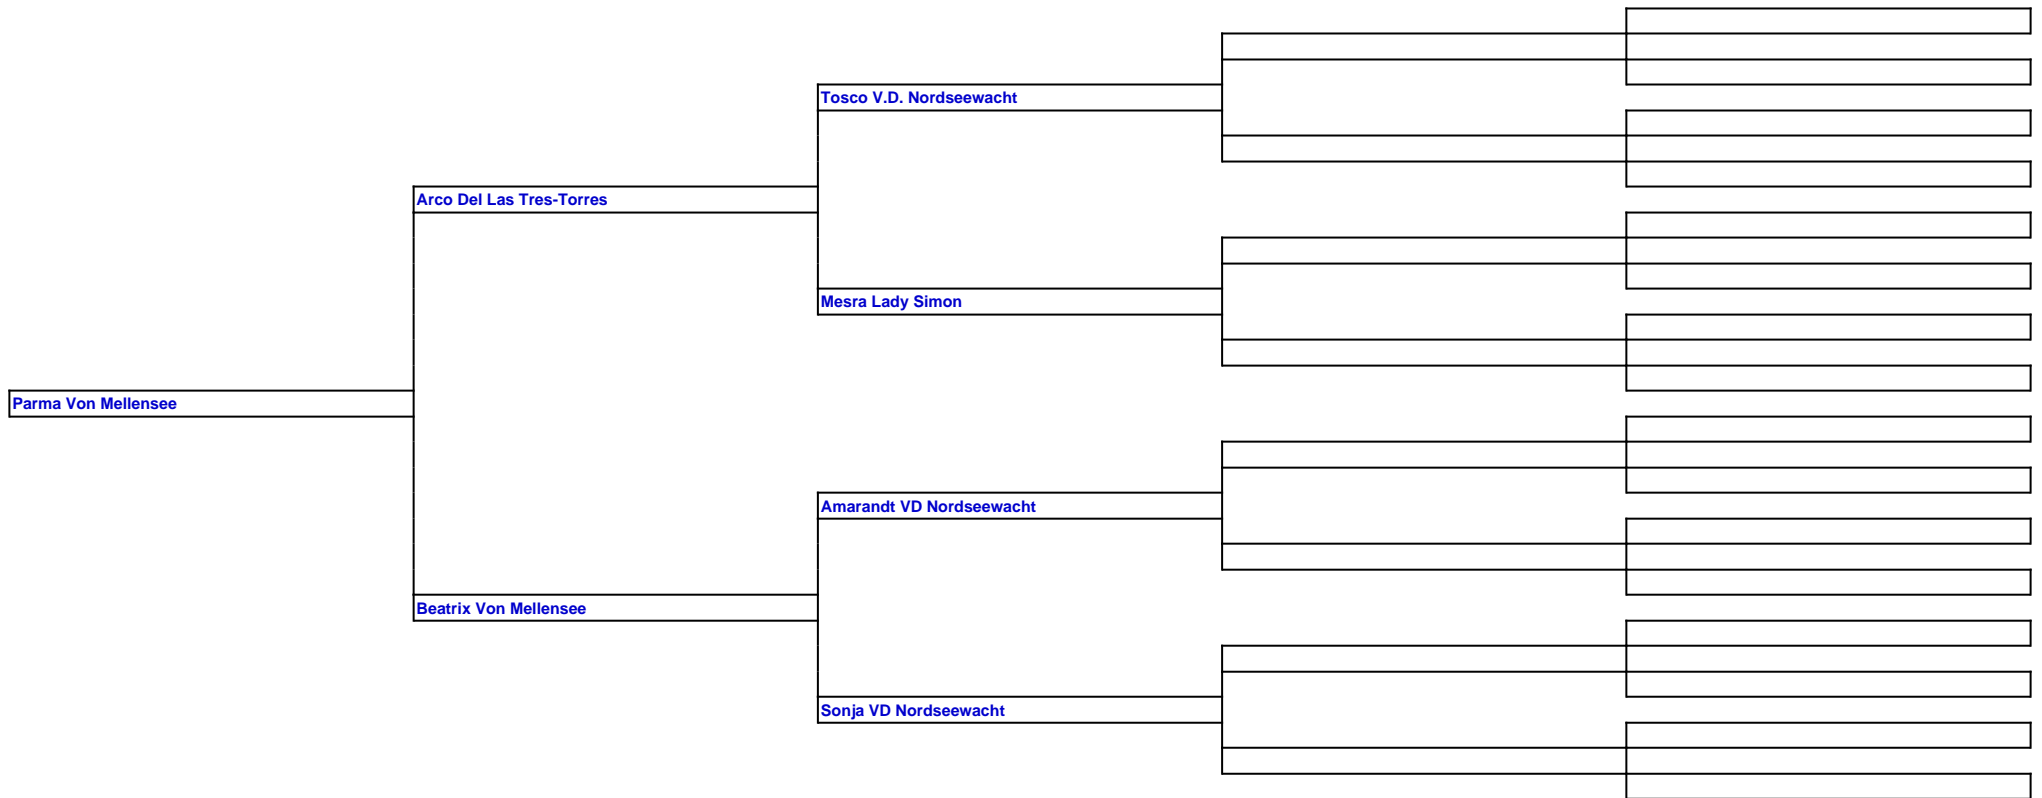 Tosco V.D. Nordseewacht
Arco Del Las Tres-Torres
Mesra Lady Simon
Parma Von Mellensee
Amarandt VD Nordseewacht
Beatrix Von Mellensee
Sonja VD Nordseewacht